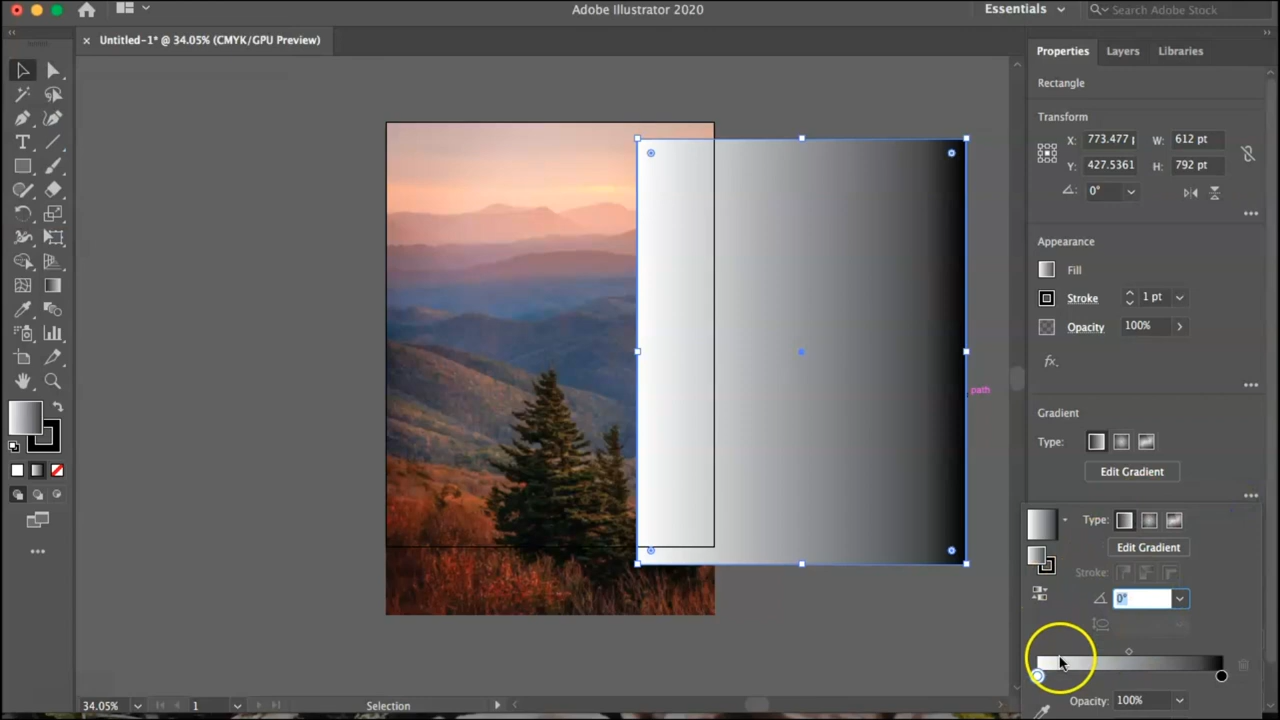 Adobe Illustrator 2020
Essentials
Search Adobe Stock
Untitled-1* @ 34.05% (CMYK/GPU Preview)
Properties
Layers
Libraries
Rectangle
Transform
X: 773.477 W: 612 pt
Y: 427.5361 H: 792 pt
0°
Appearance
Fill
Stroke 1 pt
Opacity 100%
fx.
path
Gradient
Type:
Edit Gradient
Type:
Edit Gradient
Stroke:
0°
Opacity: 100%
34.05% 1 Selection